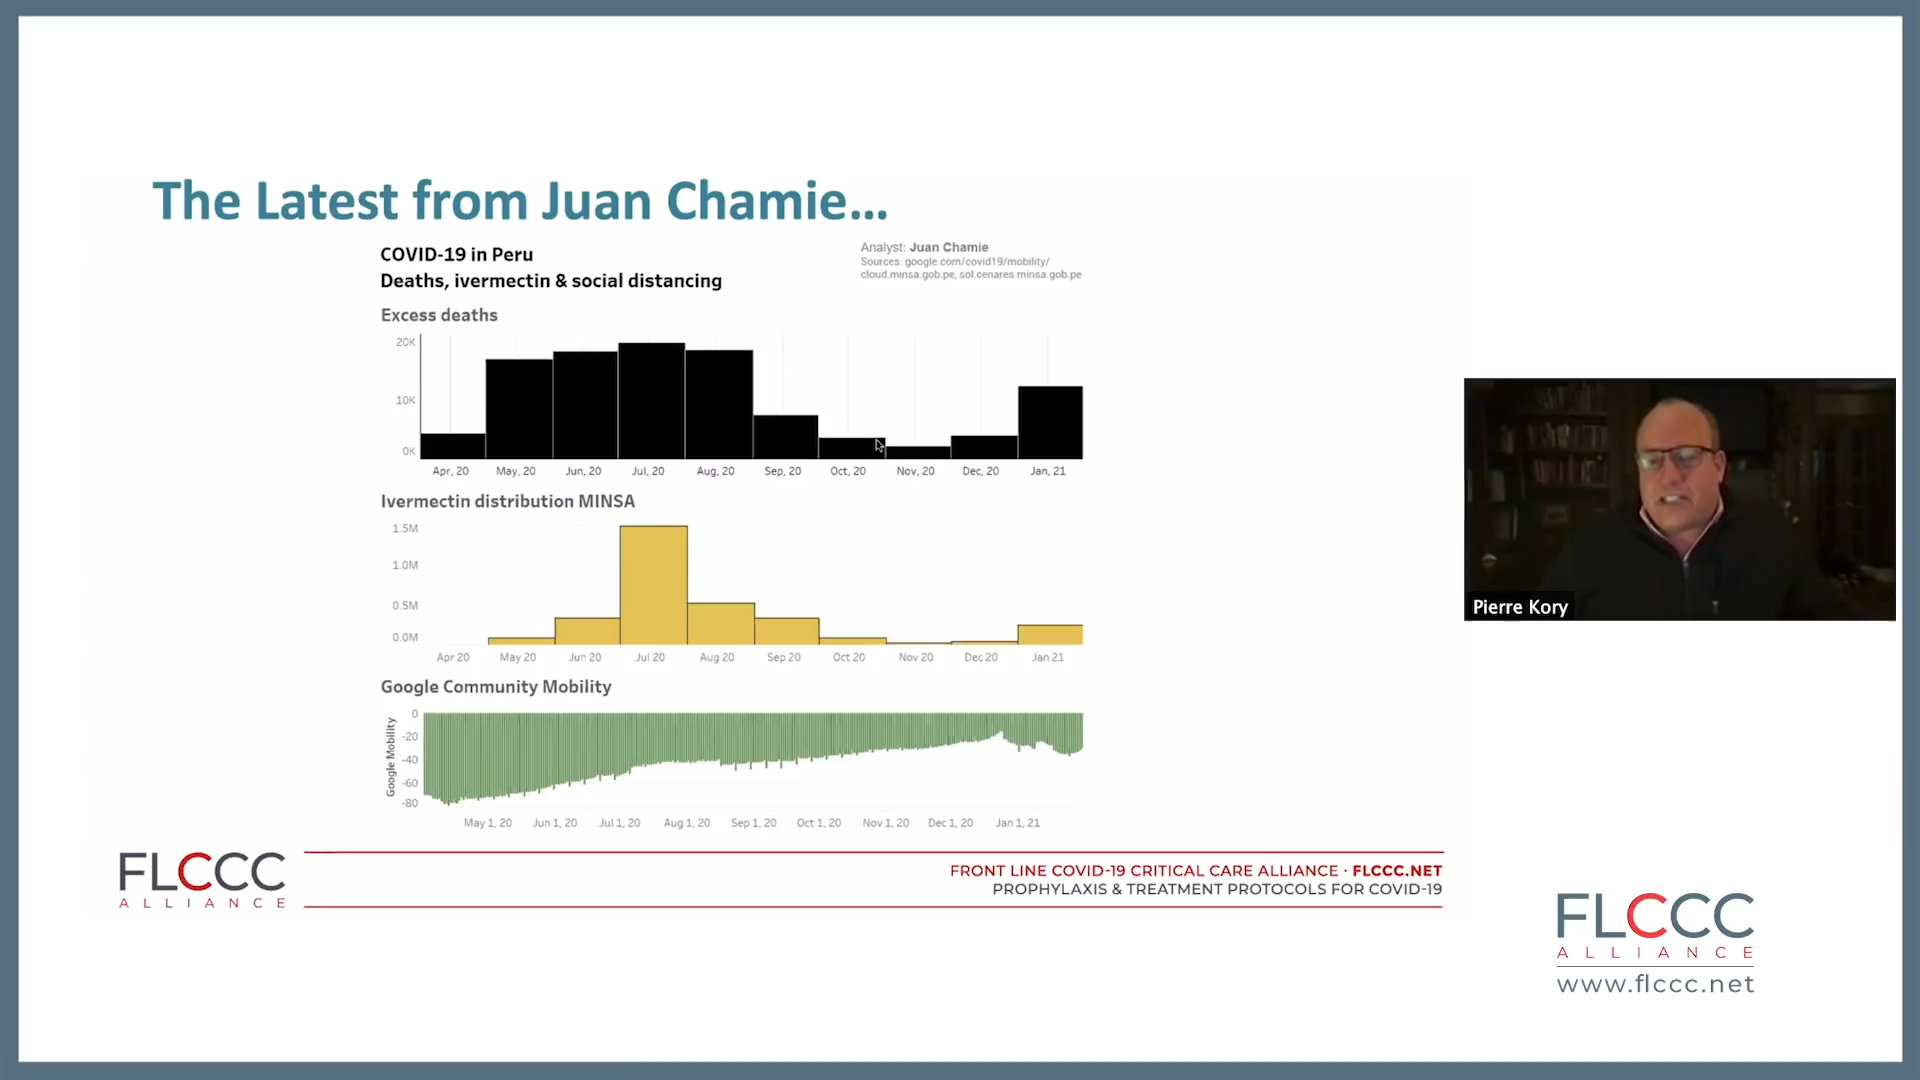 The Latest from Juan Chamie...
COVID-19 in Peru
Deaths, ivermectin & social distancing
Analyst: Juan Chamie
Sources: google.com/covid19/mobility/
cloud.minsa.gob.pe, sol.cenares.minsa.gob.pe
Excess deaths
20K
10K
0K
Apr, 20 May, 20 Jun, 20 Jul, 20 Aug, 20 Sep, 20 Oct, 20 Nov, 20 Dec, 20 Jan, 21
Ivermectin distribution MINSA
1.5M
1.0M
0.5M
0.0M
Apr 20 May 20 Jun 20 Jul 20 Aug 20 Sep 20 Oct 20 Nov 20 Dec 20 Jan 21
Google Community Mobility
Google Mobility
0
-20
-40
-60
-80
May 1, 20 Jun 1, 20 Jul 1, 20 Aug 1, 20 Sep 1, 20 Oct 1, 20 Nov 1, 20 Dec 1, 20 Jan 1, 21
FLCCC
ALLIANCE
FRONT LINE COVID-19 CRITICAL CARE ALLIANCE · FLCCC.NET
PROPHYLAXIS & TREATMENT PROTOCOLS FOR COVID-19
Pierre Kory
FLCCC
ALLIANCE
www.flccc.net